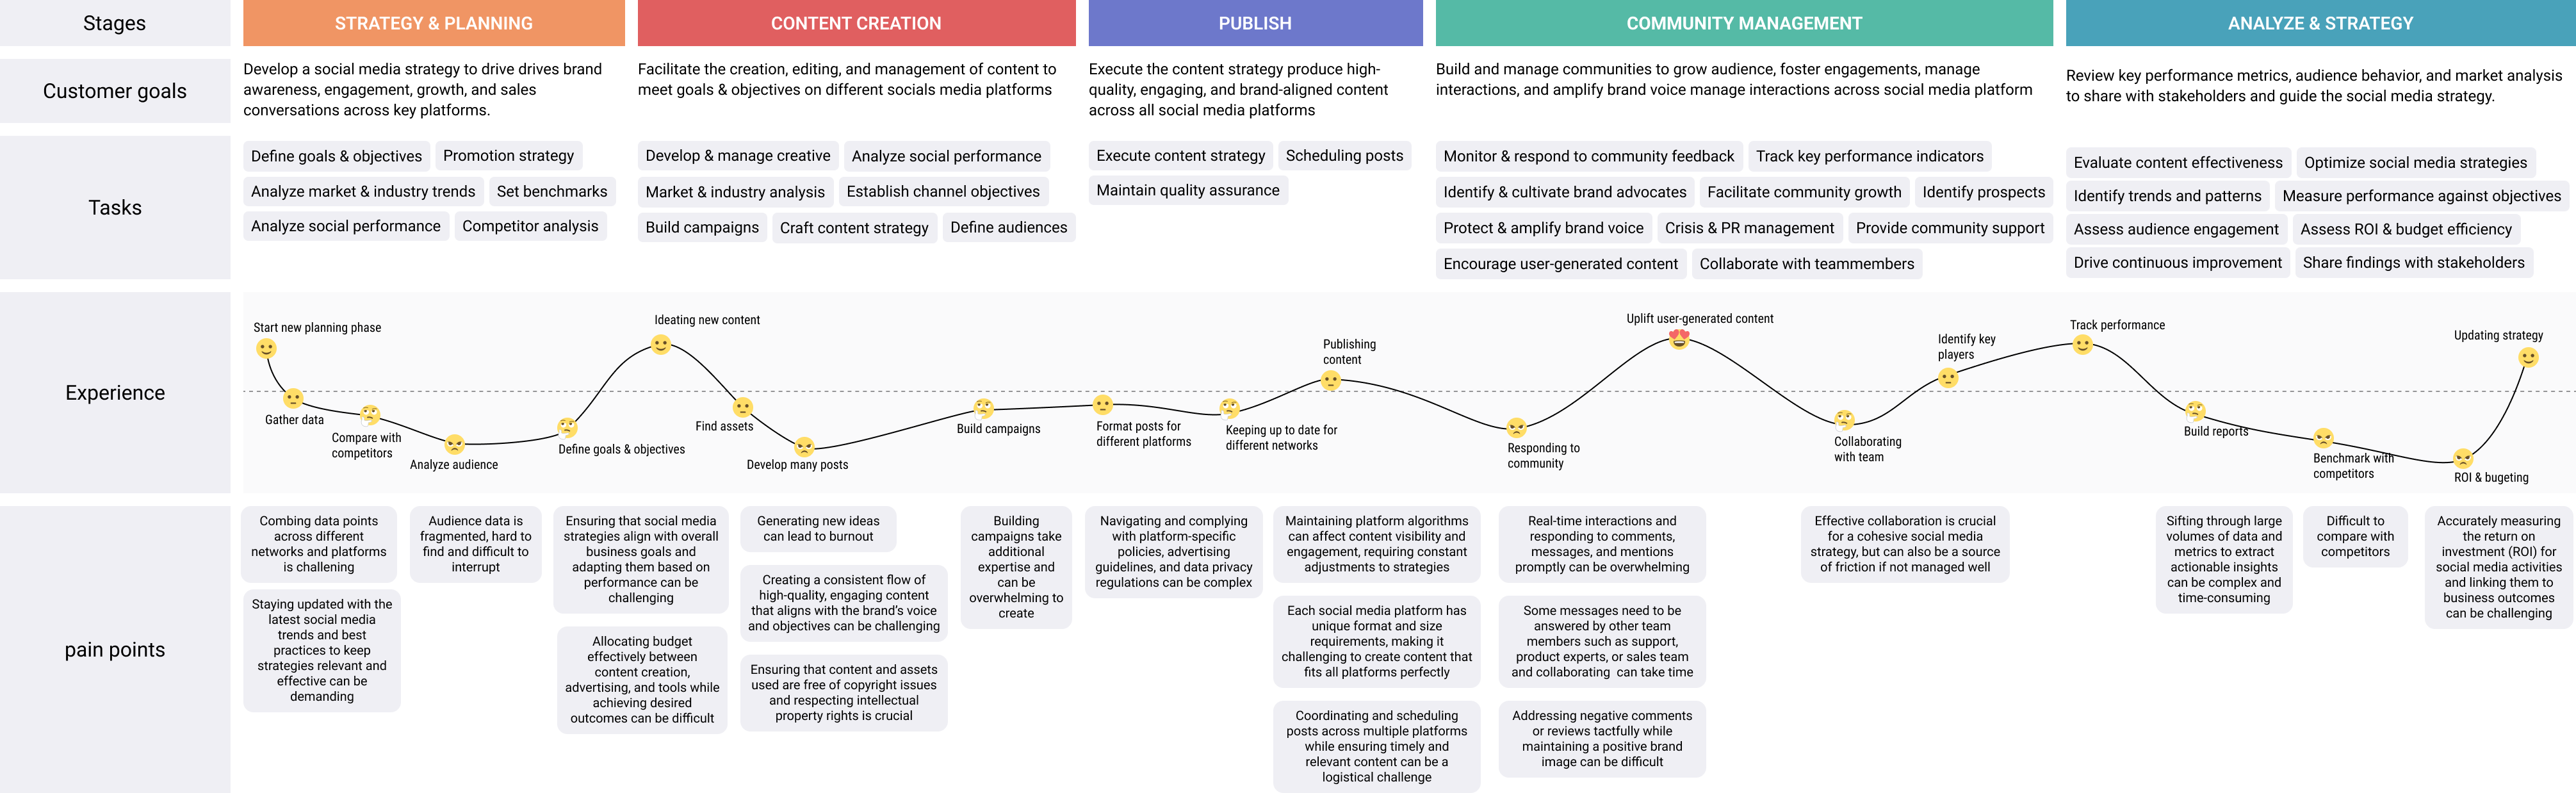 Stages
STRATEGY & PLANNING
CONTENT CREATION
PUBLISH
COMMUNITY MANAGEMENT
ANALYZE & STRATEGY
Customer goals
Develop a social media strategy to drive drives brand
awareness, engagement, growth, and sales
conversations across key platforms.
Facilitate the creation, editing, and management of content to
meet goals & objectives on different socials media platforms
Execute the content strategy produce high-
quality, engaging, and brand-aligned content
across all social media platforms
Build and manage communities to grow audience, foster engagements, manage
interactions, and amplify brand voice manage interactions across social media platform
Review key performance metrics, audience behavior, and market analysis
to share with stakeholders and guide the social media strategy.
Tasks
Define goals & objectives
Promotion strategy
Analyze market & industry trends
Set benchmarks
Analyze social performance
Competitor analysis
Develop & manage creative
Analyze social performance
Market & industry analysis
Establish channel objectives
Build campaigns
Craft content strategy
Define audiences
Execute content strategy
Scheduling posts
Maintain quality assurance
Monitor & respond to community feedback
Track key performance indicators
Identify & cultivate brand advocates
Facilitate community growth
Identify prospects
Protect & amplify brand voice
Crisis & PR management
Provide community support
Encourage user-generated content
Collaborate with teammembers
Evaluate content effectiveness
Optimize social media strategies
Identify trends and patterns
Measure performance against objectives
Assess audience engagement
Assess ROI & budget efficiency
Drive continuous improvement
Share findings with stakeholders
Experience
Start new planning phase
Gather data
Compare with
competitors
Analyze audience
Define goals & objectives
Ideating new content
Find assets
Develop many posts
Build campaigns
Format posts for
different platforms
Keeping up to date for
different networks
Publishing
content
Responding to
community
Uplift user-generated content
Collaborating
with team
Identify key
players
Track performance
Build reports
Benchmark with
competitors
ROI & bugeting
Updating strategy
pain points
Combing data points
across different
networks and platforms
is challening
Staying updated with the
latest social media
trends and best
practices to keep
strategies relevant and
effective can be
demanding
Audience data is
fragmented, hard to
find and difficult to
interrupt
Ensuring that social media
strategies align with overall
business goals and
adapting them based on
performance can be
challenging
Allocating budget
effectively between
content creation,
advertising, and tools while
achieving desired
outcomes can be difficult
Generating new ideas
can lead to burnout
Creating a consistent flow of
high-quality, engaging content
that aligns with the brand's voice
and objectives can be challenging
Ensuring that content and assets
used are free of copyright issues
and respecting intellectual
property rights is crucial
Building
campaigns take
additional
expertise and
can be
overwhelming to
create
Navigating and complying
with platform-specific
policies, advertising
guidelines, and data privacy
regulations can be complex
Maintaining platform algorithms
can affect content visibility and
engagement, requiring constant
adjustments to strategies
Each social media platform has
unique format and size
requirements, making it
challenging to create content that
fits all platforms perfectly
Coordinating and scheduling
posts across multiple platforms
while ensuring timely and
relevant content can be a
logistical challenge
Real-time interactions and
responding to comments,
messages, and mentions
promptly can be overwhelming
Some messages need to be
answered by other team
members such as support,
product experts, or sales team
and collaborating can take time
Addressing negative comments
or reviews tactfully while
maintaining a positive brand
image can be difficult
Effective collaboration is crucial
for a cohesive social media
strategy, but can also be a source
of friction if not managed well
Sifting through large
volumes of data and
metrics to extract
actionable insights
can be complex and
time-consuming
Difficult to
compare with
competitors
Accurately measuring
the return on
investment (ROI) for
social media activities
and linking them to
business outcomes
can be challenging